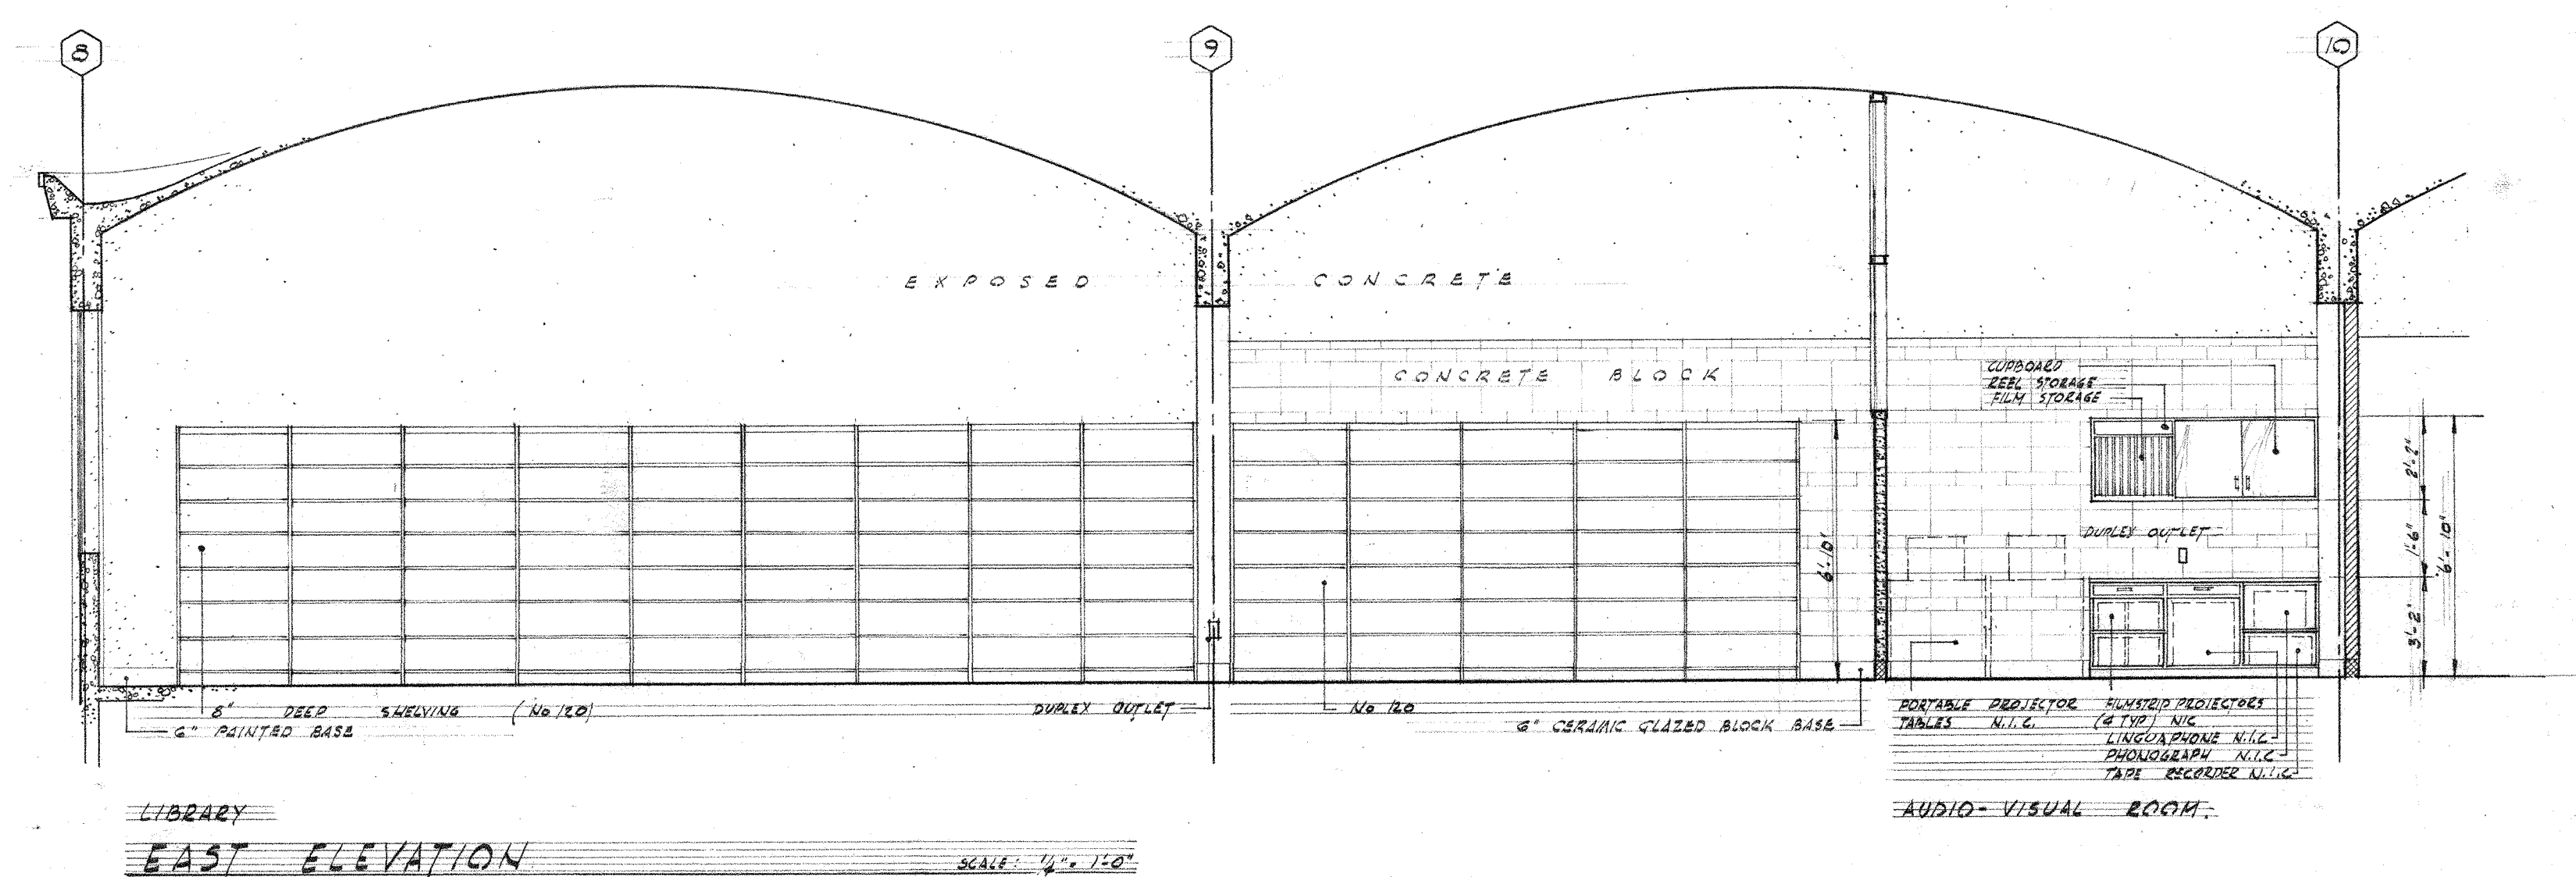 8
9
10
EXPOSED CONCRETE
CONCRETE BLOCK
CUPBOARD
REEL STORAGE
FILM STORAGE
2'-2"
DUPLEX OUTLET
1'-6"
6'-10"
6'-10"
3'-2"
8" DEEP SHELVING (No 120)
6" PAINTED BASE
DUPLEX OUTLET
No 120
6" CERAMIC GLAZED BLOCK BASE
PORTABLE PROJECTOR
TABLES N.I.C.
FILMSTRIP PROJECTORS
(4 TYP) NIC
LINGUAPHONE N.I.C
PHONOGRAPH N.I.C
TAPE RECORDER N.I.C
LIBRARY
AUDIO-VISUAL ROOM.
EAST ELEVATION
SCALE: 1/4" = 1'-0"